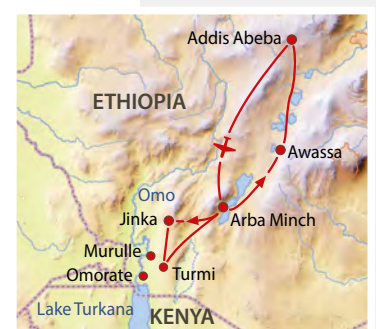 Addis Abeba
ETHIOPIA
Awassa
Omo
Jinka
Arba Minch
Murulle
Turmi
Omorate
Lake Turkana
KENYA